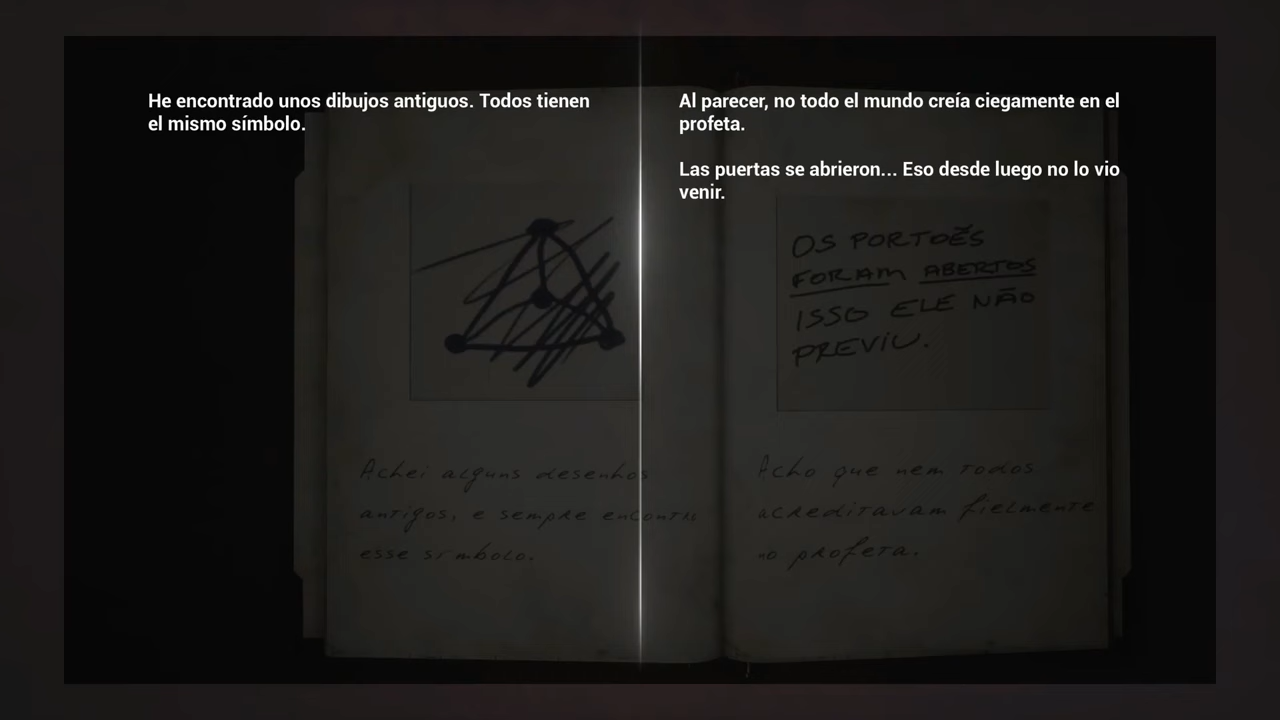 He encontrado unos dibujos antiguos. Todos tienen
el mismo símbolo.
Achei alguns desenhos
antigos, e sempre encontro
esse símbolo.
Al parecer, no todo el mundo creía ciegamente en el
profeta.
Las puertas se abrieron... Eso desde luego no lo vio
venir.
OS PORTOẼS
FORAM ABERTOS
ISSO ELE NÃO
PREVIU.
Acho que nem todos
acreditavam fielmente
no profeta.